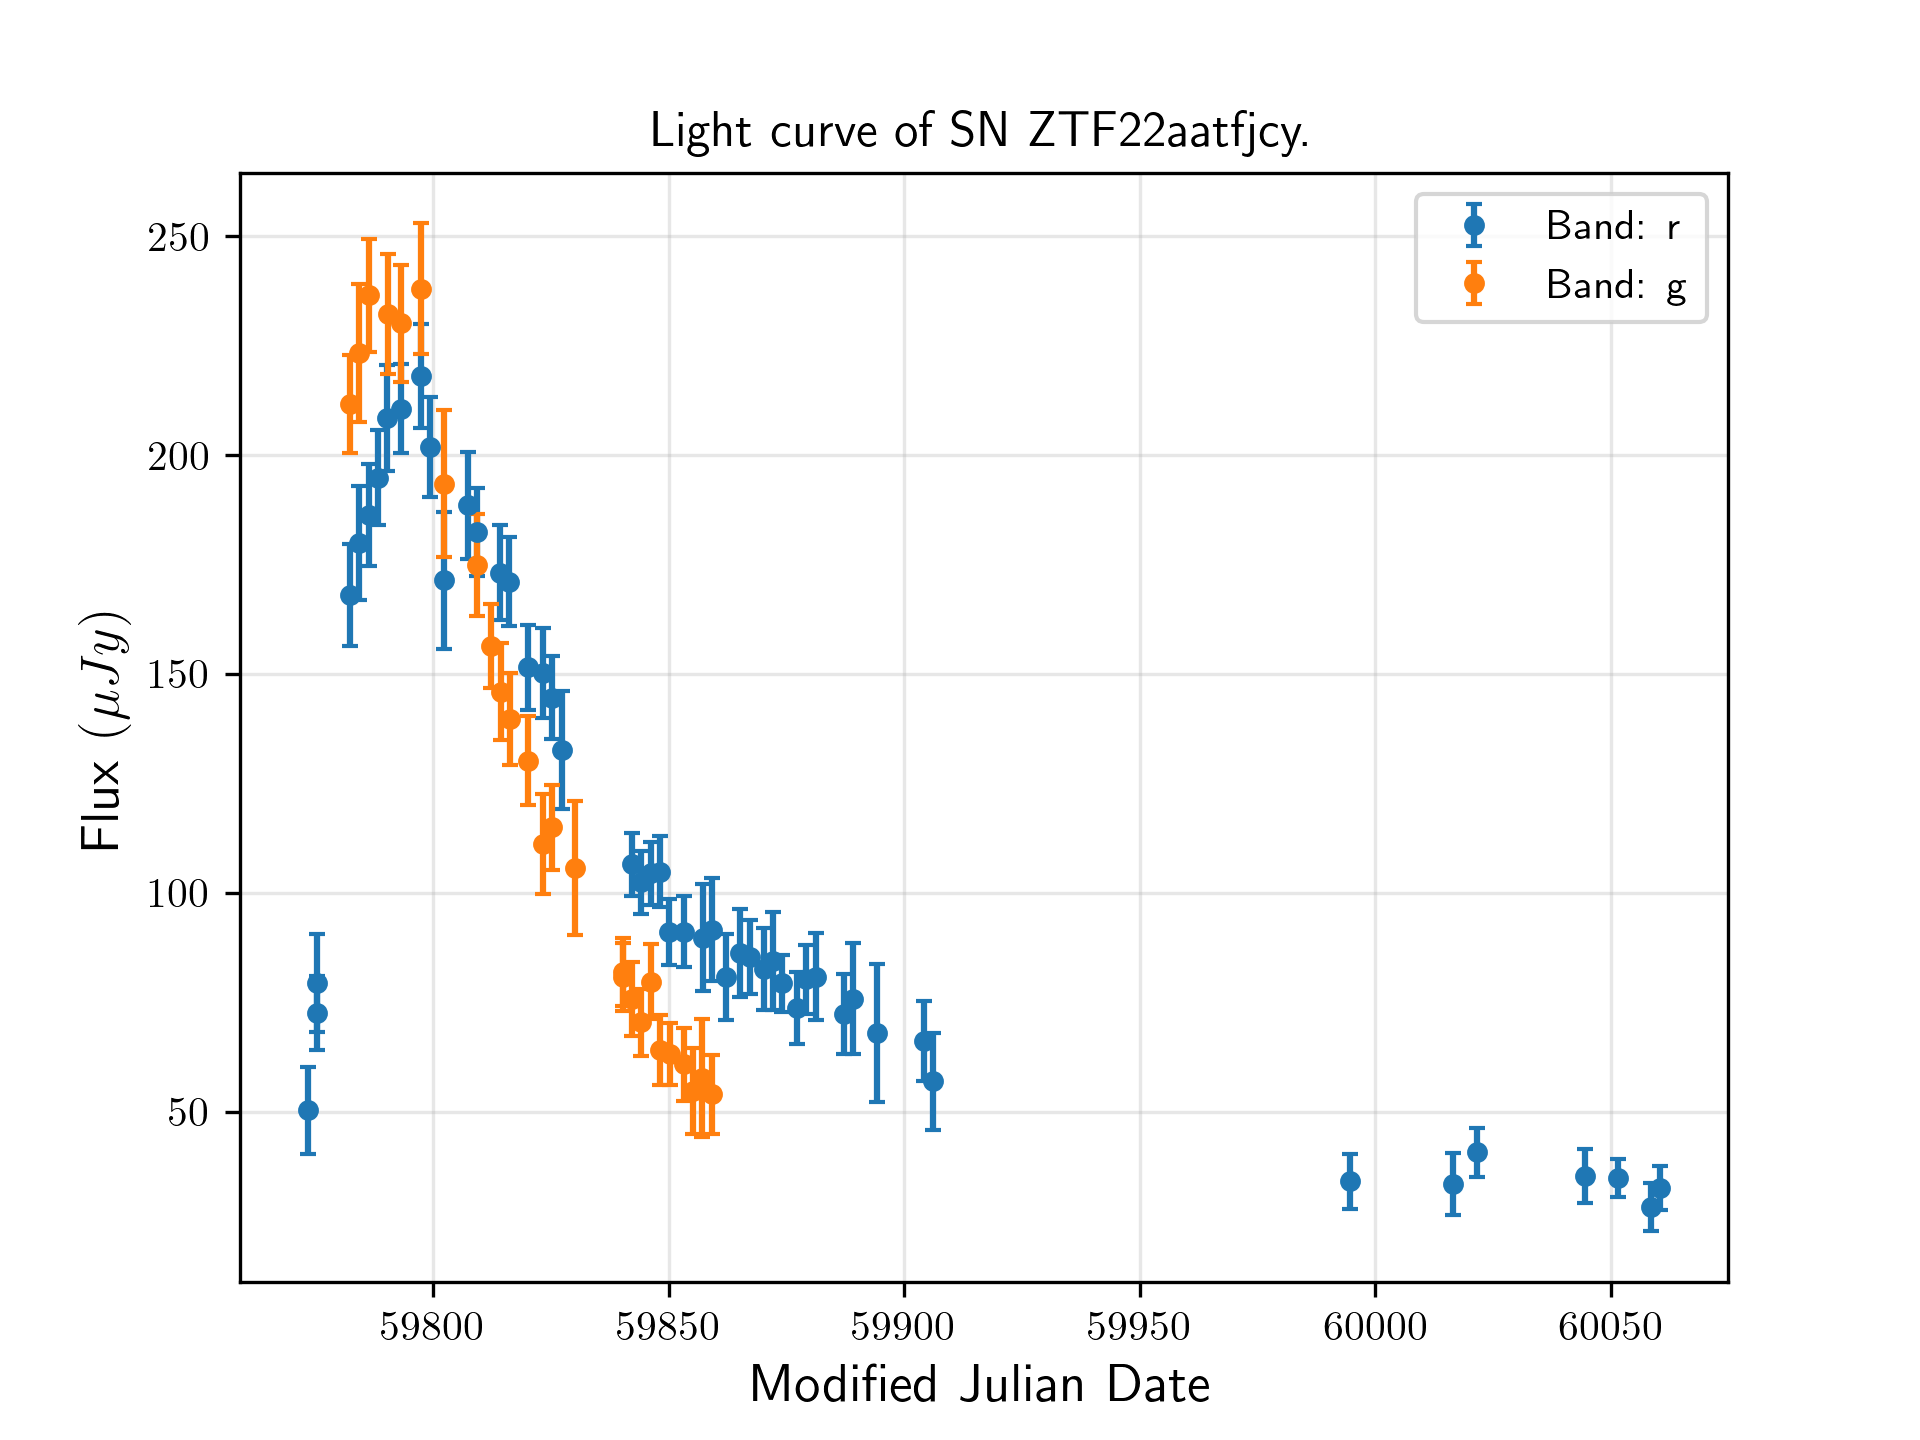 Light curve of SN ZTF22aatfjcy.
Band: r
Band: g
Flux (μJy)
250
200
150
100
50
59800 59850 59900 59950 60000 60050
Modified Julian Date